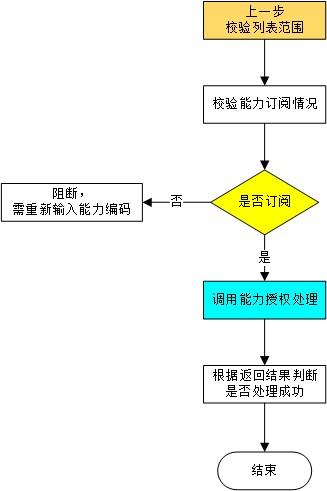 上一步
校验列表范围
校验能力订阅情况
是否订阅
否
阻断，
需重新输入能力编码
是
调用能力授权处理
根据返回结果判断
是否处理成功
结束